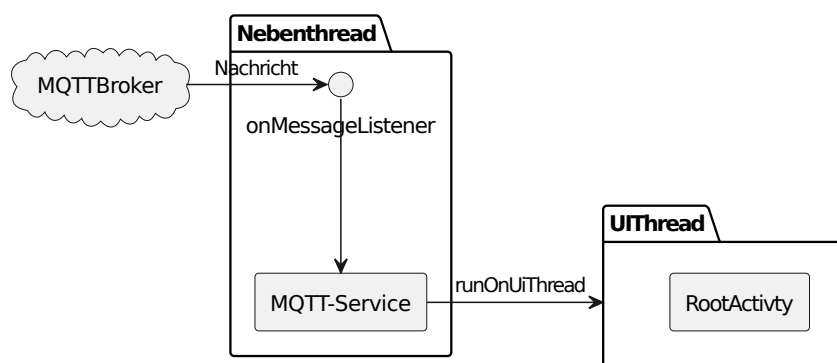 Nebenthread
Nachricht
MQTTBroker
onMessageListener
UIThread
runOnUiThread
MQTT-Service
RootActivty